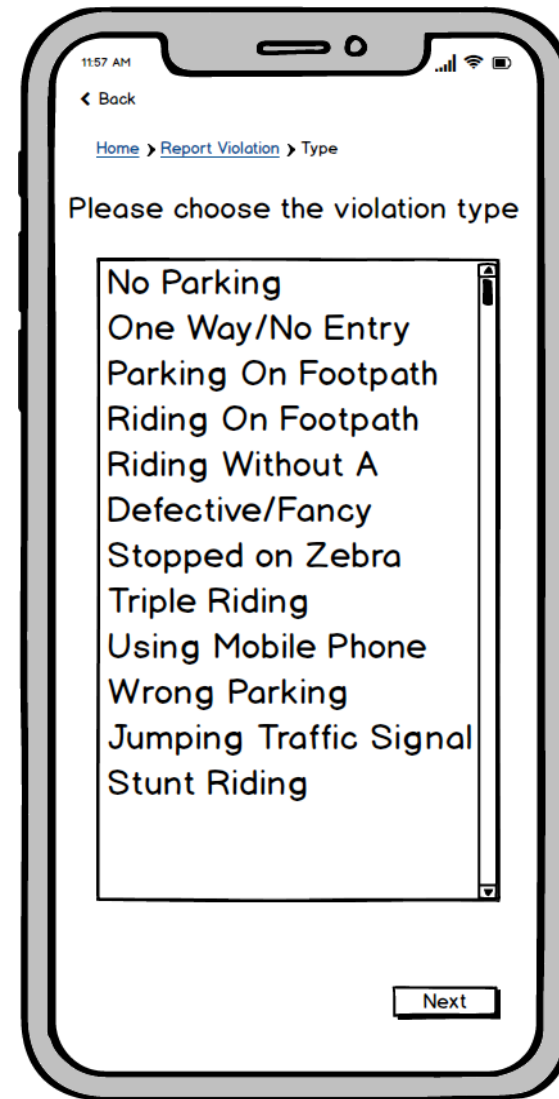 11:57 AM
Back
Home > Report Violation > Type
Please choose the violation type
No Parking
One Way/No Entry
Parking On Footpath
Riding On Footpath
Riding Without A
Defective/Fancy
Stopped on Zebra
Triple Riding
Using Mobile Phone
Wrong Parking
Jumping Traffic Signal
Stunt Riding
Next